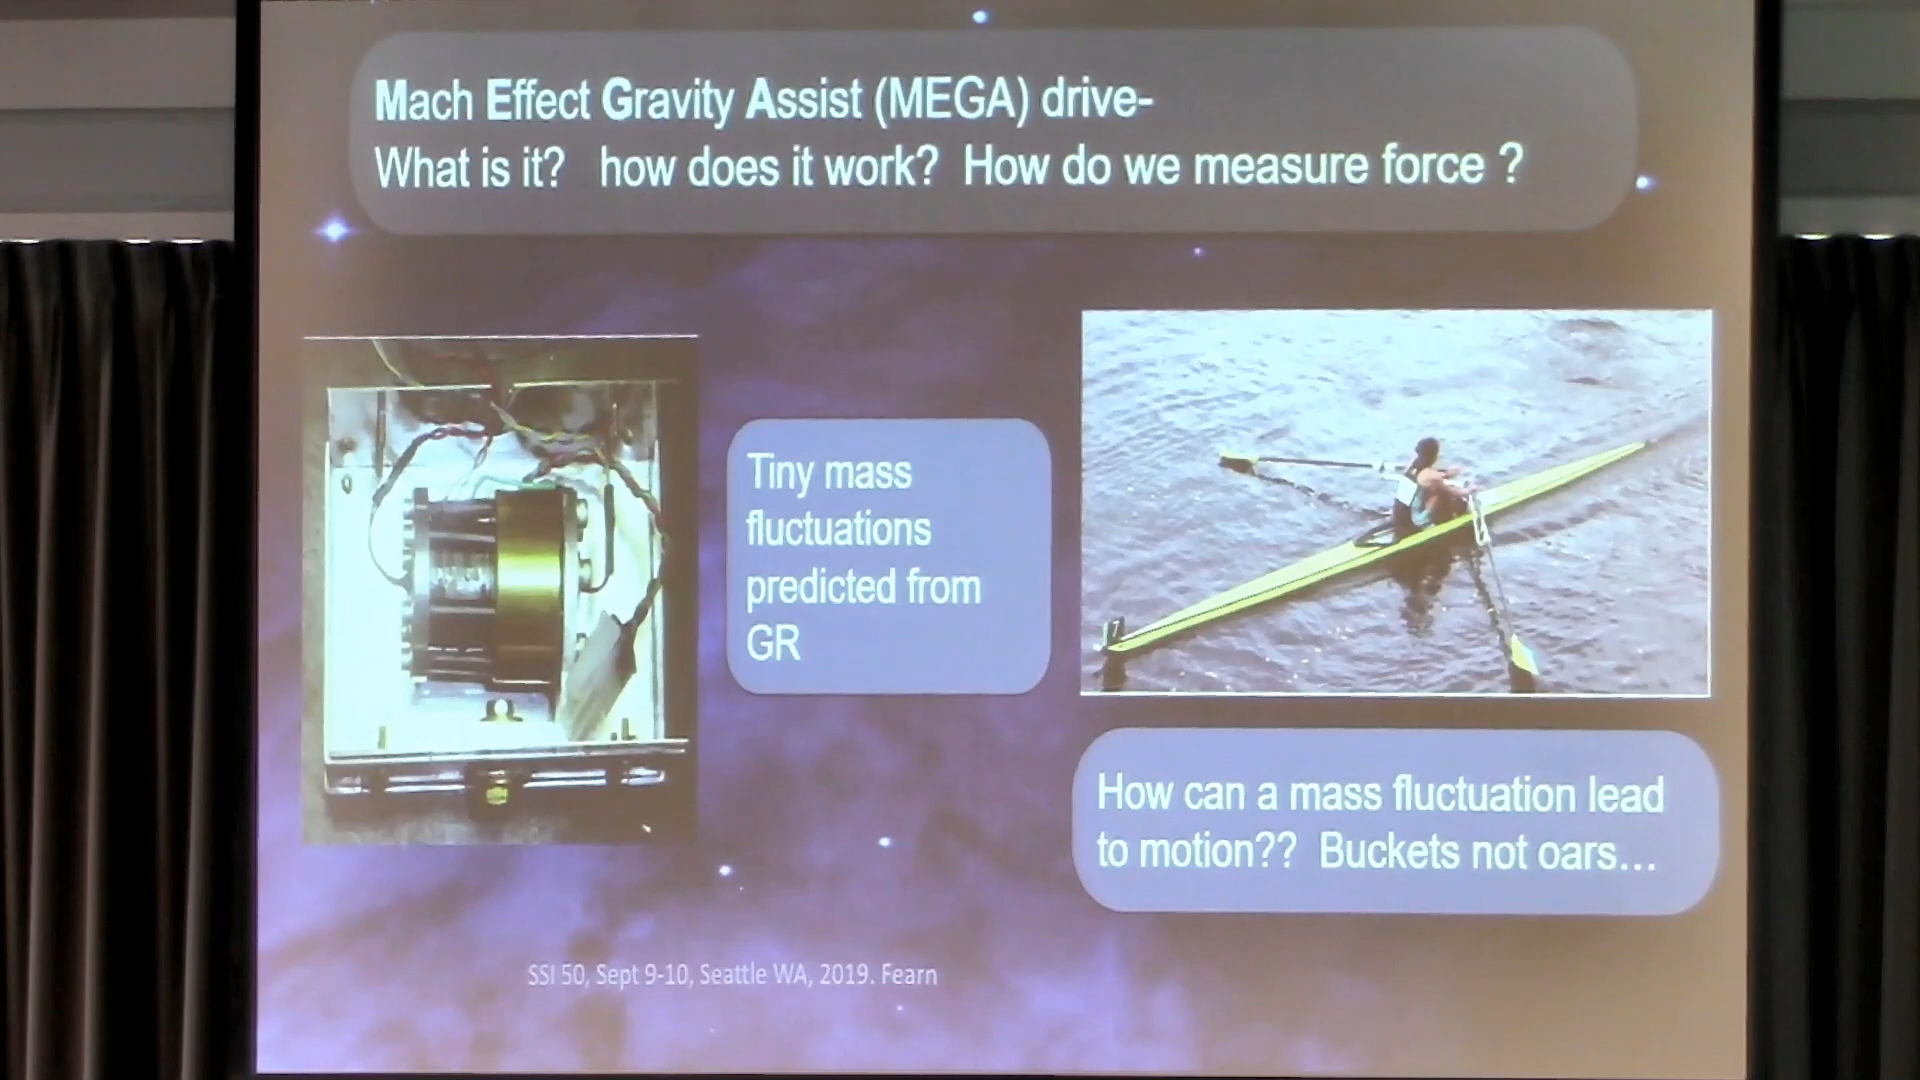 Mach Effect Gravity Assist (MEGA) drive-
What is it? how does it work? How do we measure force ?
Tiny mass
fluctuations
predicted from
GR
7
How can a mass fluctuation lead
to motion?? Buckets not oars...
SSI 50, Sept 9-10, Seattle WA, 2019. Fearn